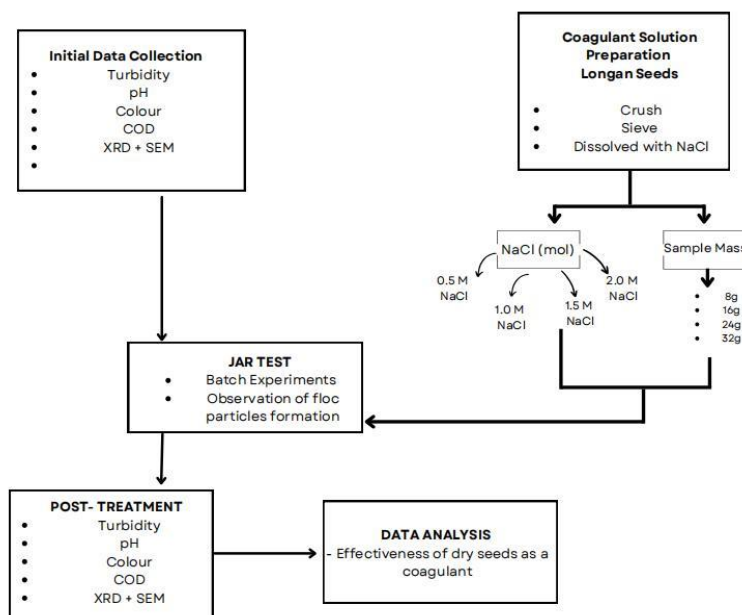 Initial Data Collection
• Turbidity
• pH
• Colour
• COD
• XRD + SEM
•
Coagulant Solution
Preparation
Longan Seeds
• Crush
• Sieve
• Dissolved with NaCl
NaCl (mol)
0.5 M
NaCl
1.0 M
NaCl
1.5 M
NaCl
2.0 M
NaCl
Sample Mass
• 8g
• 16g
• 24g
• 32g
JAR TEST
• Batch Experiments
• Observation of floc
particles formation
POST- TREATMENT
• Turbidity
• pH
• Colour
• COD
• XRD + SEM
DATA ANALYSIS
- Effectiveness of dry seeds as a
coagulant